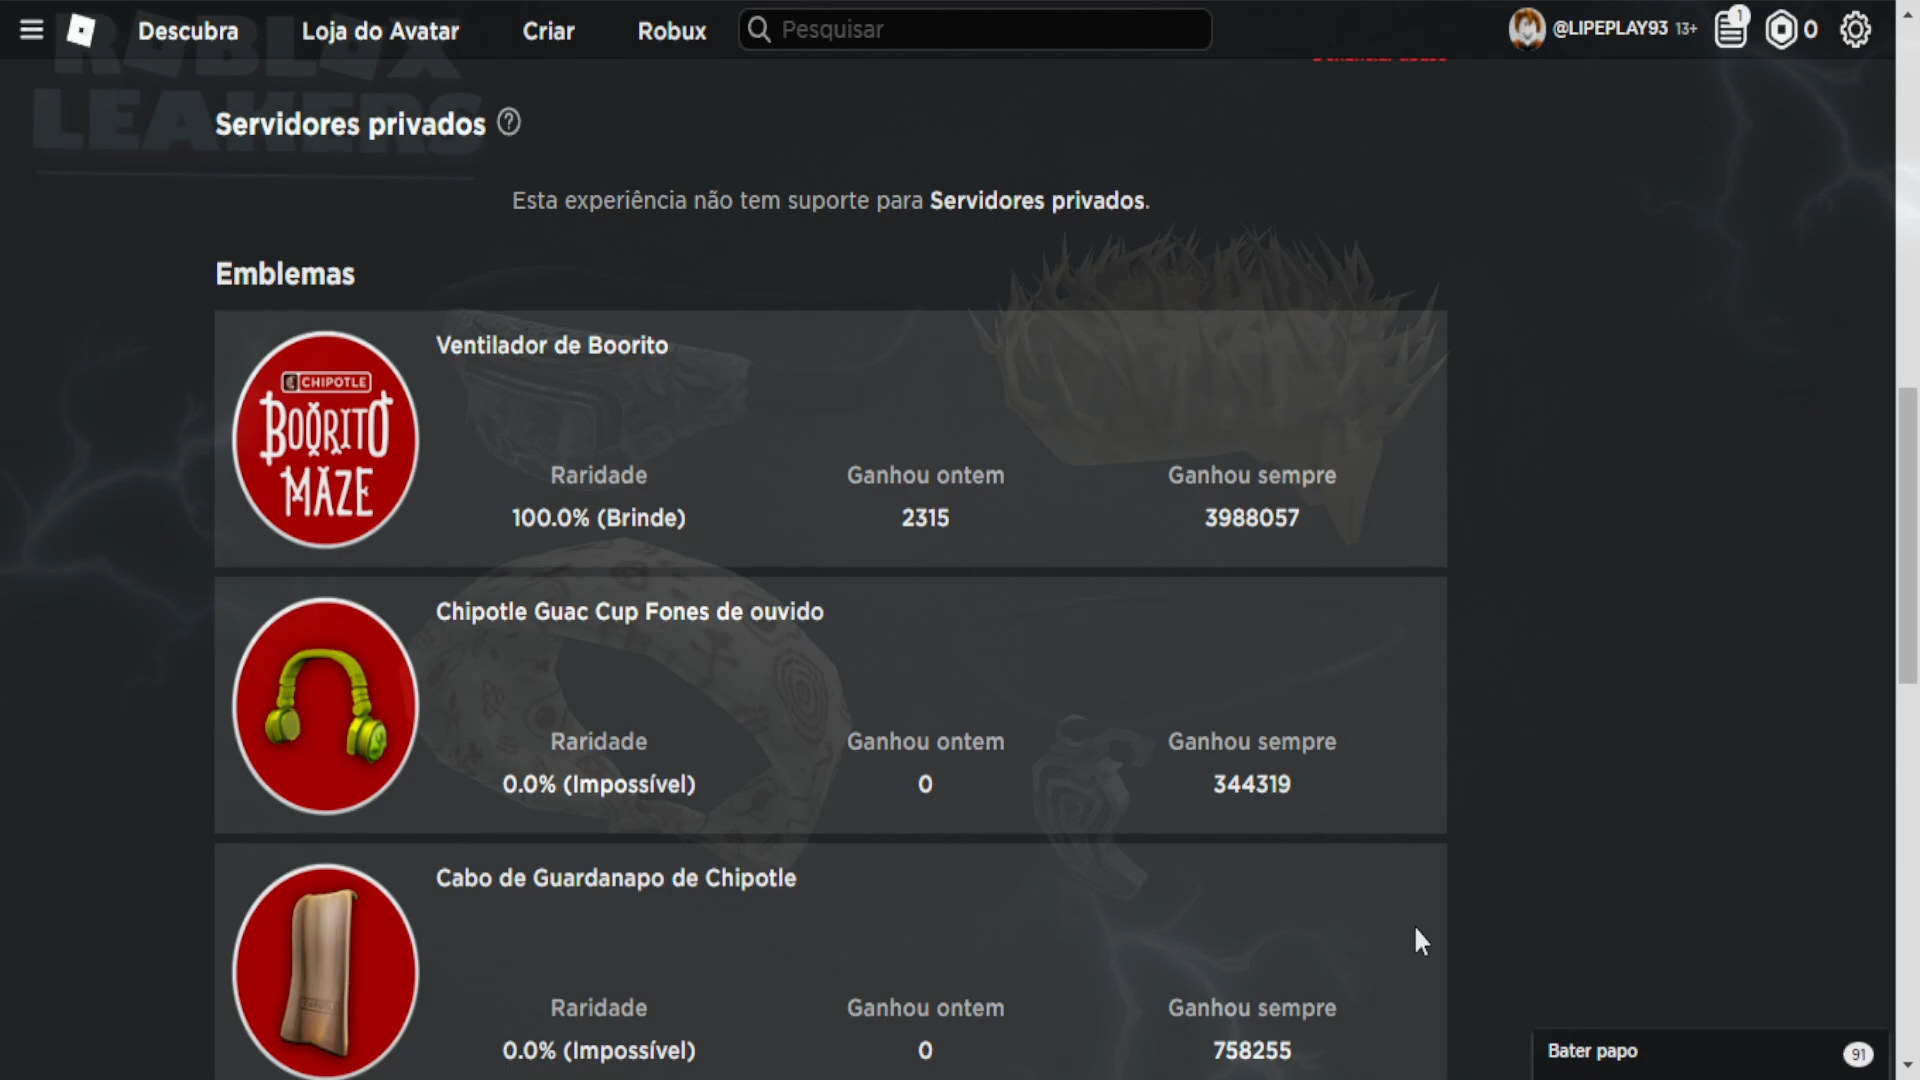 Descubra
Loja do Avatar
Criar
Robux
Pesquisar
@LIPEPLAY93 13+
1
0
ROBLOX
LEAKERS
Servidores privados
Esta experiência não tem suporte para Servidores privados.
Emblemas
CHIPOTLE
BOORITO
MAZE
Ventilador de Boorito
Raridade
Ganhou ontem
Ganhou sempre
100.0% (Brinde)
2315
3988057
Chipotle Guac Cup Fones de ouvido
Raridade
Ganhou ontem
Ganhou sempre
0.0% (Impossível)
0
344319
Cabo de Guardanapo de Chipotle
Raridade
Ganhou ontem
Ganhou sempre
0.0% (Impossível)
0
758255
Bater papo
91